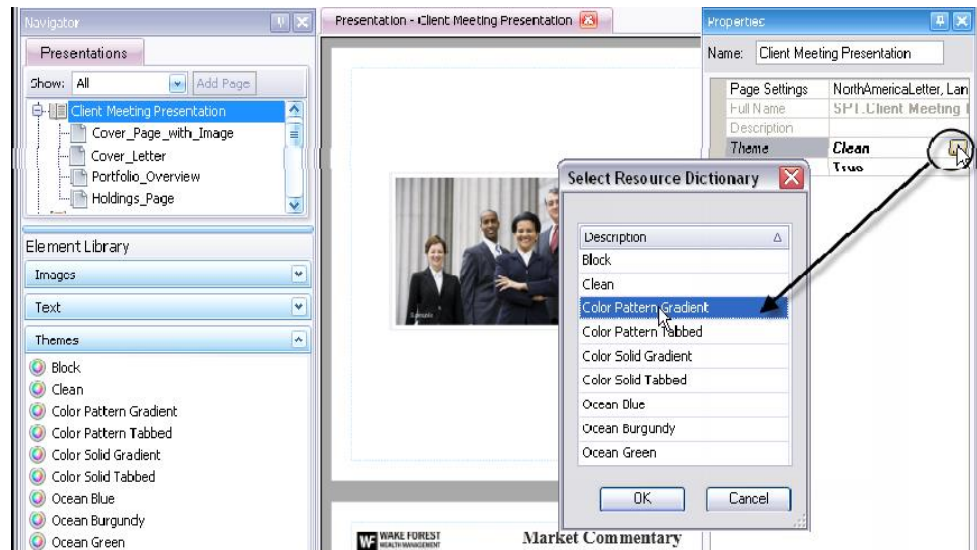 Navigator
Presentations
Show: All Add Page
Client Meeting Presentation
Cover_Page_with_Image
Cover_Letter
Portfolio_Overview
Holdings_Page
Element Library
Images
Text
Themes
Block
Clean
Color Pattern Gradient
Color Pattern Tabbed
Color Solid Gradient
Color Solid Tabbed
Ocean Blue
Ocean Burgundy
Ocean Green
Presentation - Client Meeting Presentation
Sample
WF WAKE FOREST
WEALTH MANAGEMENT
Market Commentary
Select Resource Dictionary
Description
Block
Clean
Color Pattern Gradient
Color Pattern Tabbed
Color Solid Gradient
Color Solid Tabbed
Ocean Blue
Ocean Burgundy
Ocean Green
OK Cancel
Properties
Name: Client Meeting Presentation
Page Settings NorthAmericaLetter, Lan
Full Name SPT.Client Meeting
Description
Theme Clean
True